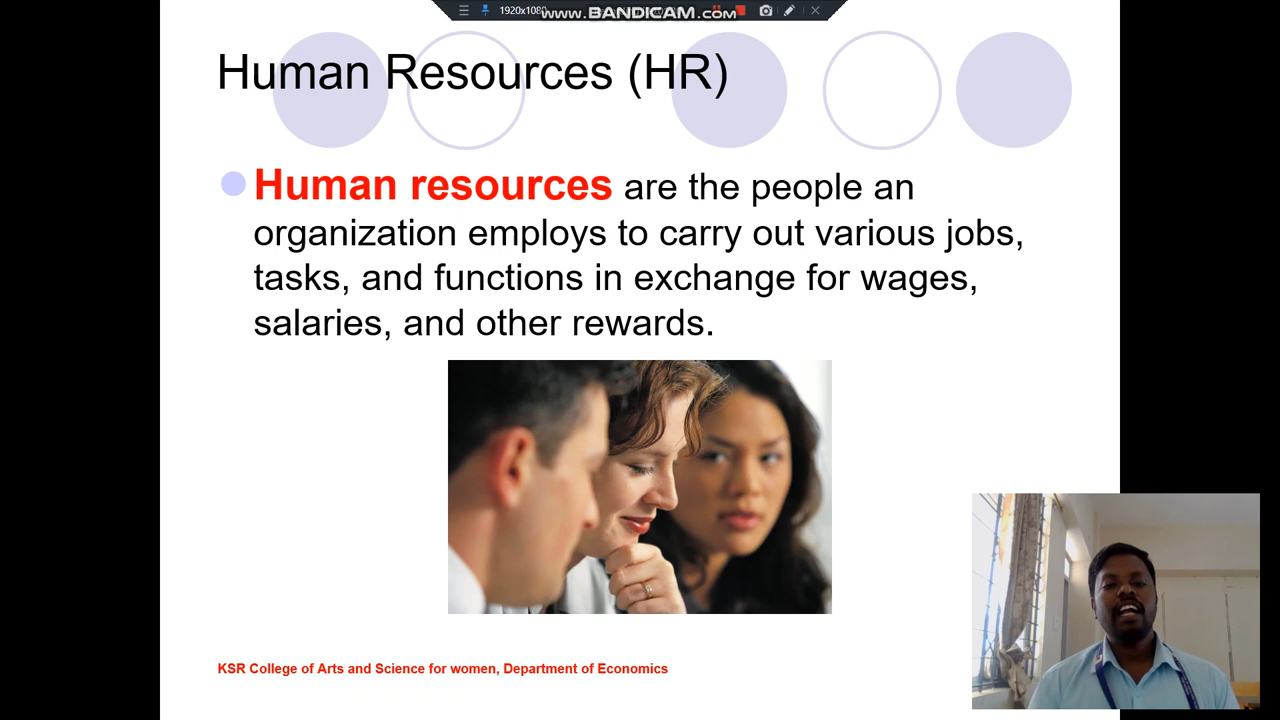 1920x1080
www.BANDICAM.com
Human Resources (HR)
Human resources are the people an
organization employs to carry out various jobs,
tasks, and functions in exchange for wages,
salaries, and other rewards.
KSR College of Arts and Science for women, Department of Economics